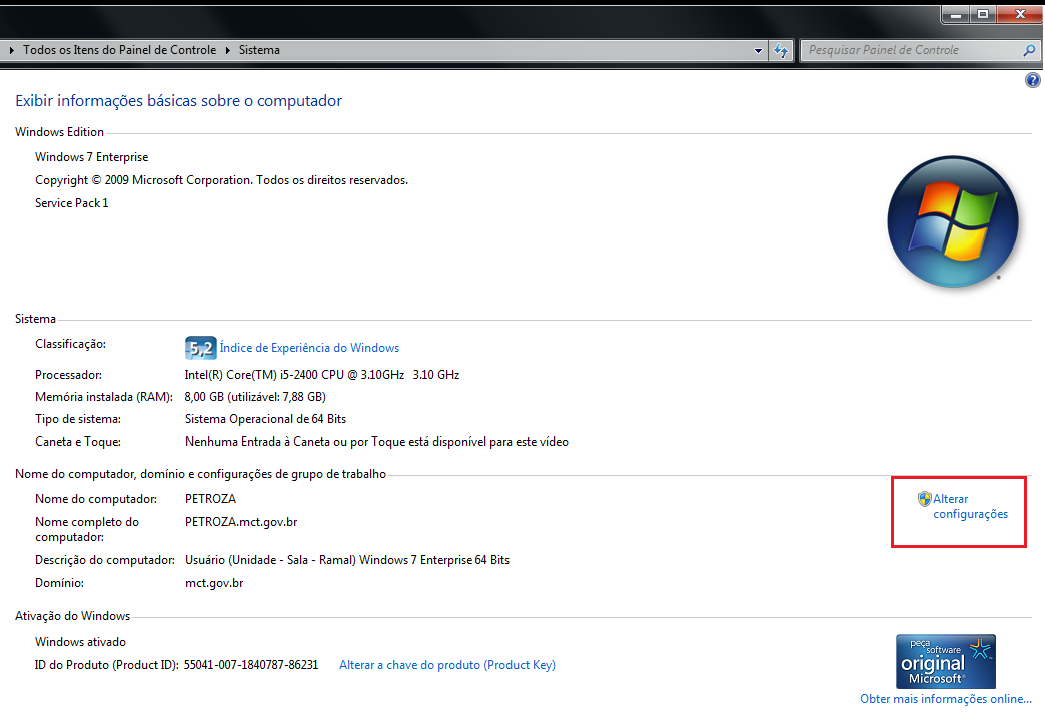 Todos os Itens do Painel de Controle Sistema
Pesquisar Painel de Controle
?
Exibir informações básicas sobre o computador
Windows Edition
Windows 7 Enterprise
Copyright © 2009 Microsoft Corporation. Todos os direitos reservados.
Service Pack 1
Sistema
Classificação: 5,2 Índice de Experiência do Windows
Processador: Intel(R) Core(TM) i5-2400 CPU @ 3.10GHz 3.10 GHz
Memória instalada (RAM): 8,00 GB (utilizável: 7,88 GB)
Tipo de sistema: Sistema Operacional de 64 Bits
Caneta e Toque: Nenhuma Entrada à Caneta ou por Toque está disponível para este vídeo
Nome do computador, domínio e configurações de grupo de trabalho
Nome do computador: PETROZA
Alterar
configurações
Nome completo do
computador: PETROZA.mct.gov.br
Descrição do computador: Usuário (Unidade - Sala - Ramal) Windows 7 Enterprise 64 Bits
Domínio: mct.gov.br
Ativação do Windows
Windows ativado
ID do Produto (Product ID): 55041-007-1840787-86231 Alterar a chave do produto (Product Key)
peça
software
original
Microsoft®
Obter mais informações online...